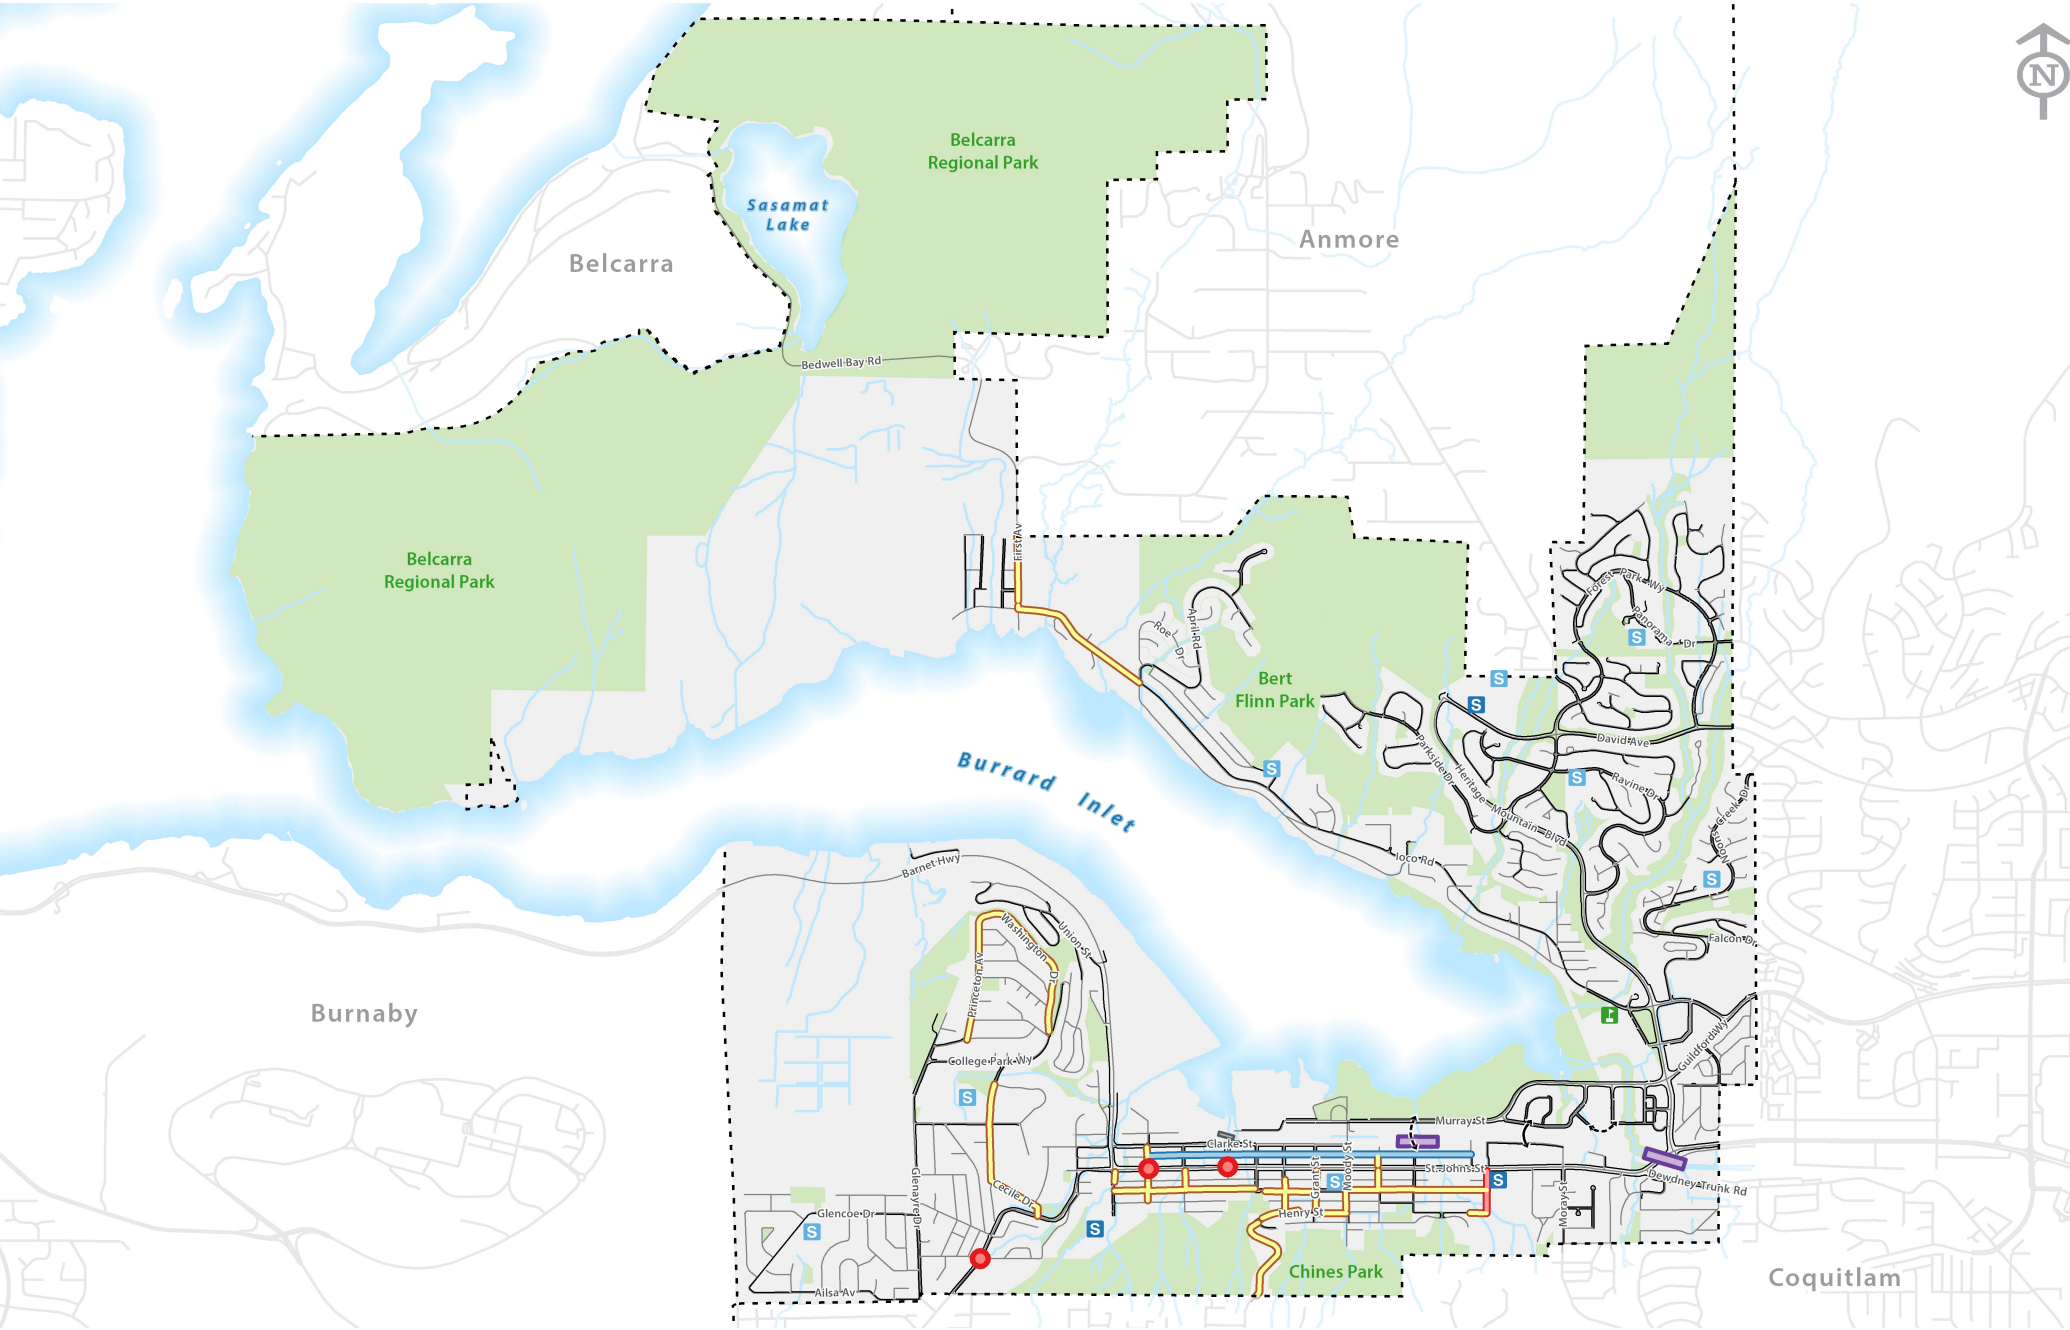 N
Belcarra
Regional Park
Sasamat
Lake
Anmore
Belcarra
Bedwell Bay Rd
First Av
Belcarra
Regional Park
Forest Park Wy
Panorama Dr
S
Roe Dr
April Rd
Bert
Flinn Park
S
S
David Ave
Parkside Dr
Heritage Mountain Blvd
Ravine Dr
S
S
Burrard Inlet
Noons Creek Dr
Ioco Rd
Barnet Hwy
S
Washington Dr
Union St
Falcon Dr
Princeton Av
Burnaby
Guildford Wy
College Park Wy
S
Murray St
Clarke St
St. Johns St
Grant St
Moody St
S
S
Dewdney Trunk Rd
Moray St
Glenayre Dr
Cecile Dr
Glencoe Dr
S
S
Henry St
Chines Park
Coquitlam
Ailsa Av